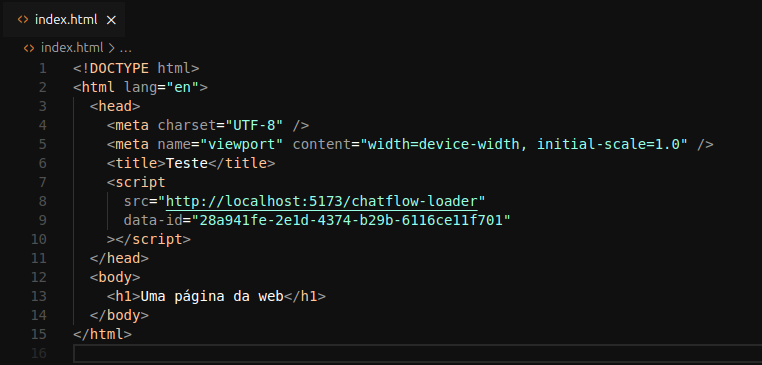 index.html ×
index.html > ...
1 <!DOCTYPE html>
2 <html lang="en">
3 <head>
4 <meta charset="UTF-8" />
5 <meta name="viewport" content="width=device-width, initial-scale=1.0" />
6 <title>Teste</title>
7 <script
8 src="http://localhost:5173/chatflow-loader"
9 data-id="28a941fe-2e1d-4374-b29b-6116ce11f701"
10 ></script>
11 </head>
12 <body>
13 <h1>Uma página da web</h1>
14 </body>
15 </html>
16